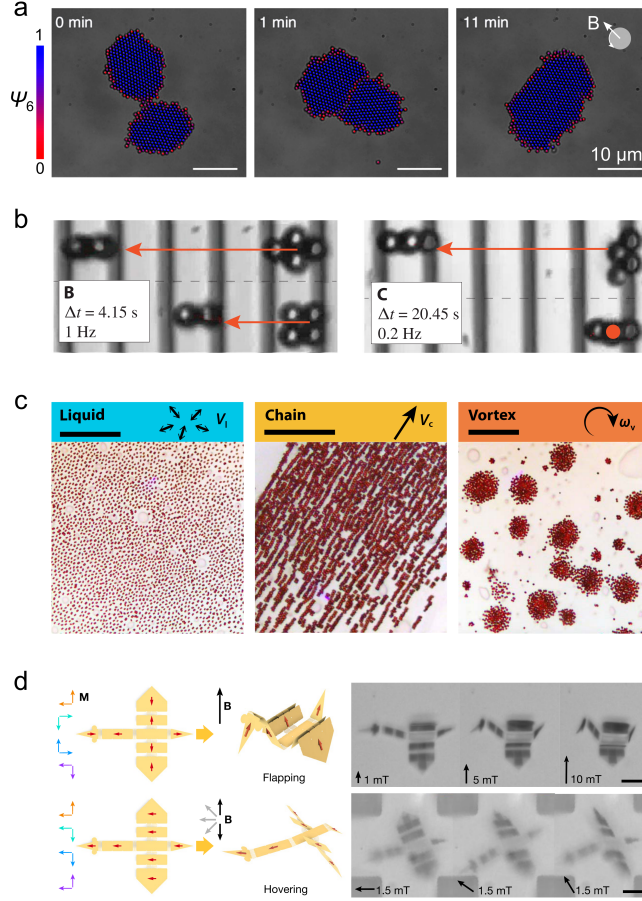 a
0 min
1 min
11 min
B
1
Ψ6
0
10 μm
b
B
Δt = 4.15 s
1 Hz
C
Δt = 20.45 s
0.2 Hz
c
Liquid
Vl
Chain
Vc
Vortex
ωv
d
M
B
Flapping
1 mT
5 mT
10 mT
B
Hovering
1.5 mT
1.5 mT
1.5 mT